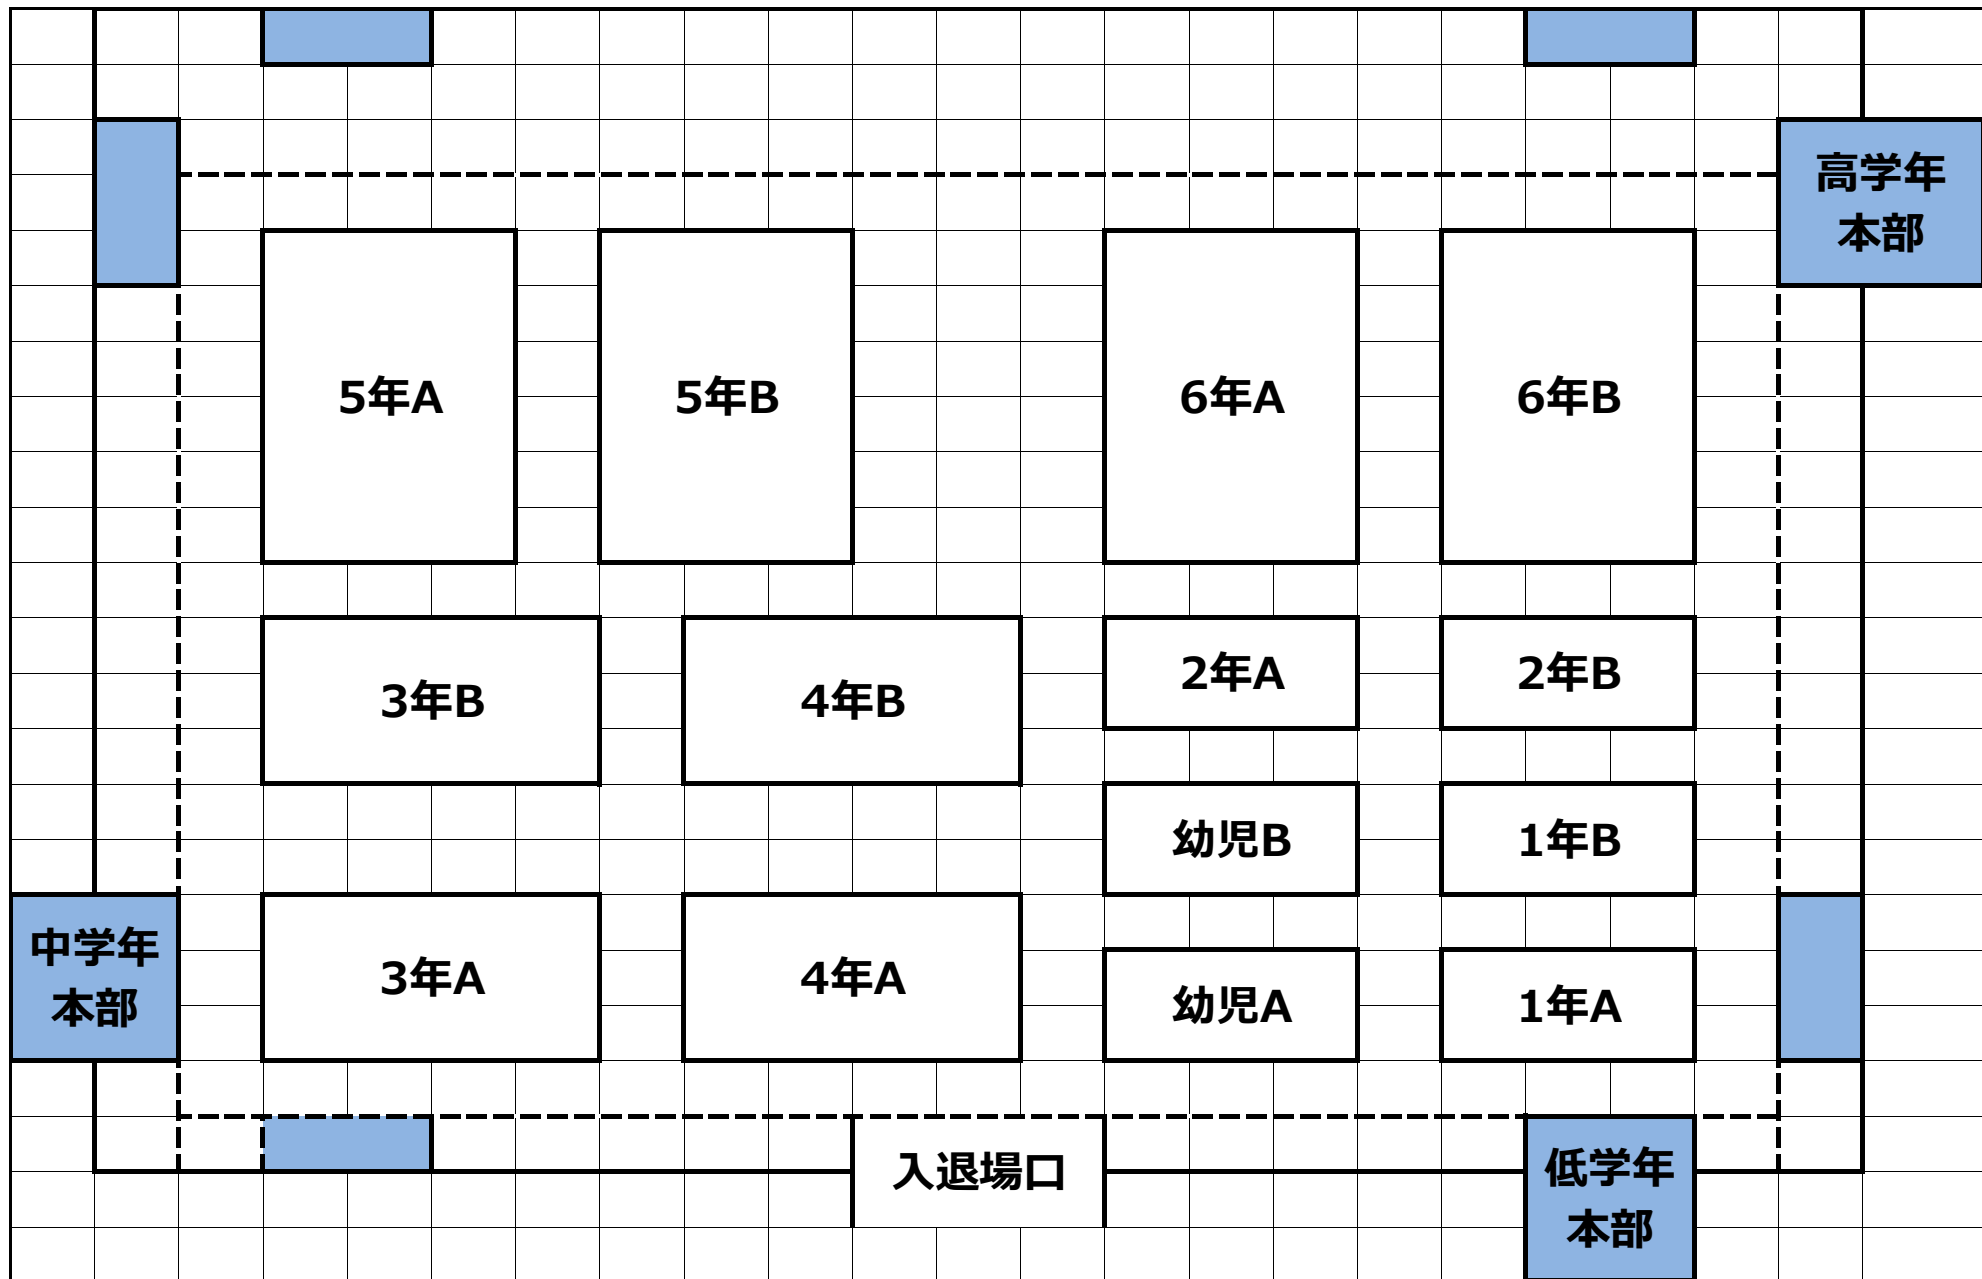 高学年
本部
5年A
5年B
6年A
6年B
3年B
4年B
2年A
2年B
幼児B
1年B
中学年
本部
3年A
4年A
幼児A
1年A
入退場口
低学年
本部